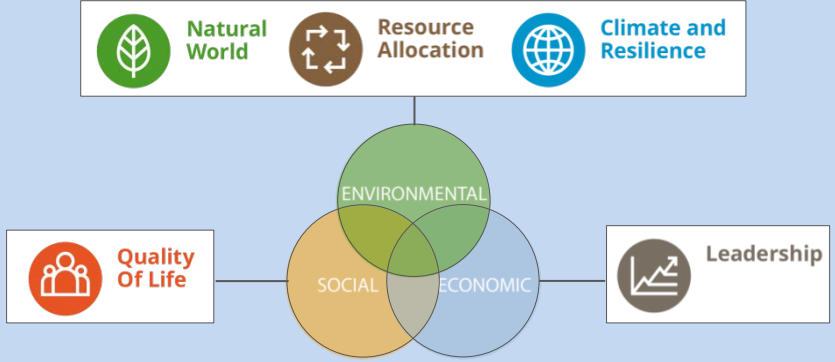 Natural
World
Resource
Allocation
Climate and
Resilience
ENVIRONMENTAL
Quality
Of Life
SOCIAL
ECONOMIC
Leadership